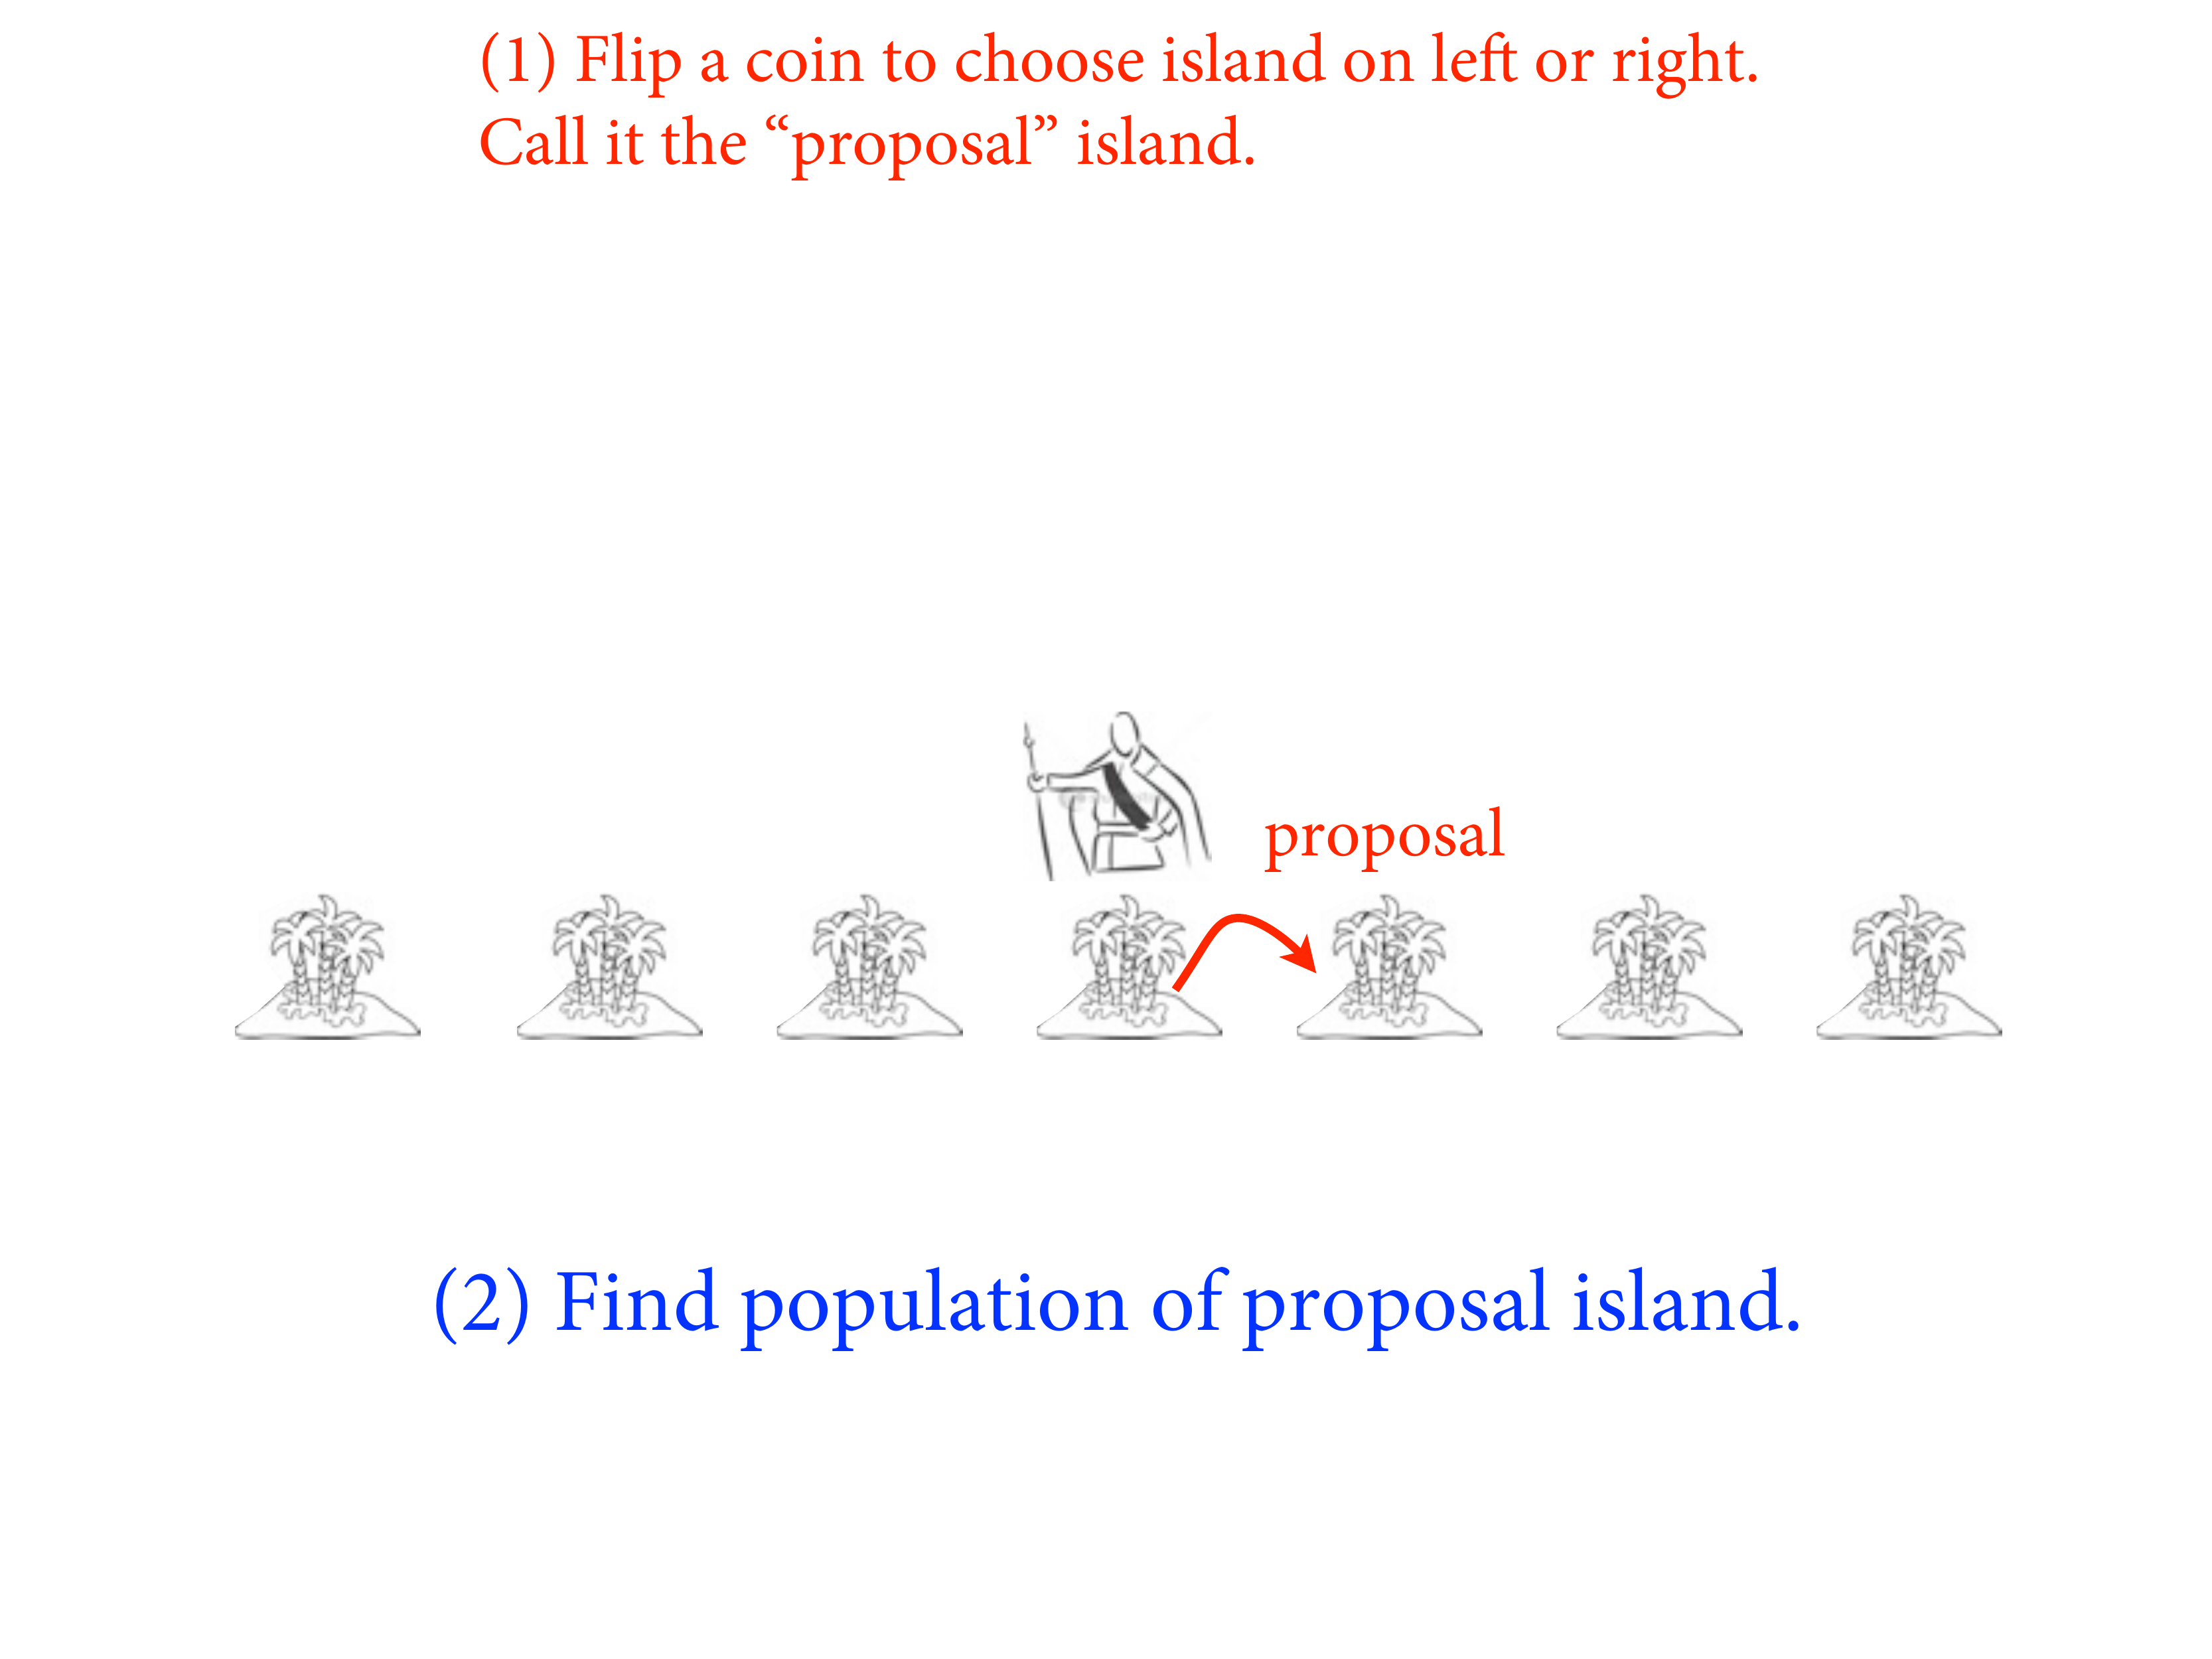 (1) Flip a coin to choose island on left or right.
Call it the “proposal” island.
proposal
(2) Find population of proposal island.